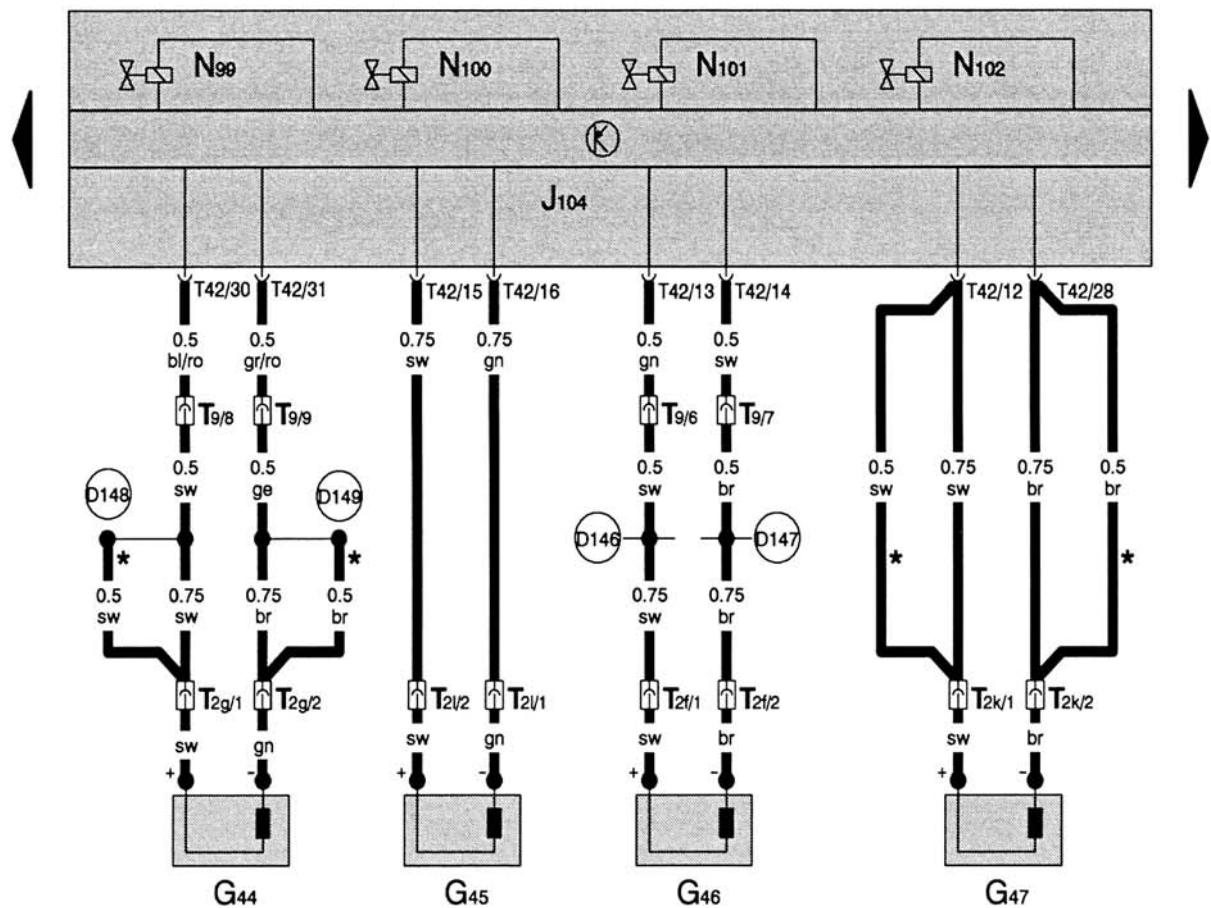 N99 N100 N101 N102
J104
T42/30 T42/31 T42/15 T42/16 T42/13 T42/14 T42/12 T42/28
0.5 0.5 0.75 0.75 0.5 0.5
bl/ro gr/ro sw gn gn sw
T9/8 T9/9 T9/6 T9/7
0.5 0.5 0.5 0.5 0.5 0.75 0.75 0.5
sw ge sw br sw sw br br
D148 D149 D146 D147
* * * *
0.5 0.75 0.75 0.5 0.75 0.75
sw sw br br sw br
T2g/1 T2g/2 T2l/2 T2l/1 T2f/1 T2f/2 T2k/1 T2k/2
sw gn sw gn sw br sw br
+ - + - + - + -
G44 G45 G46 G47